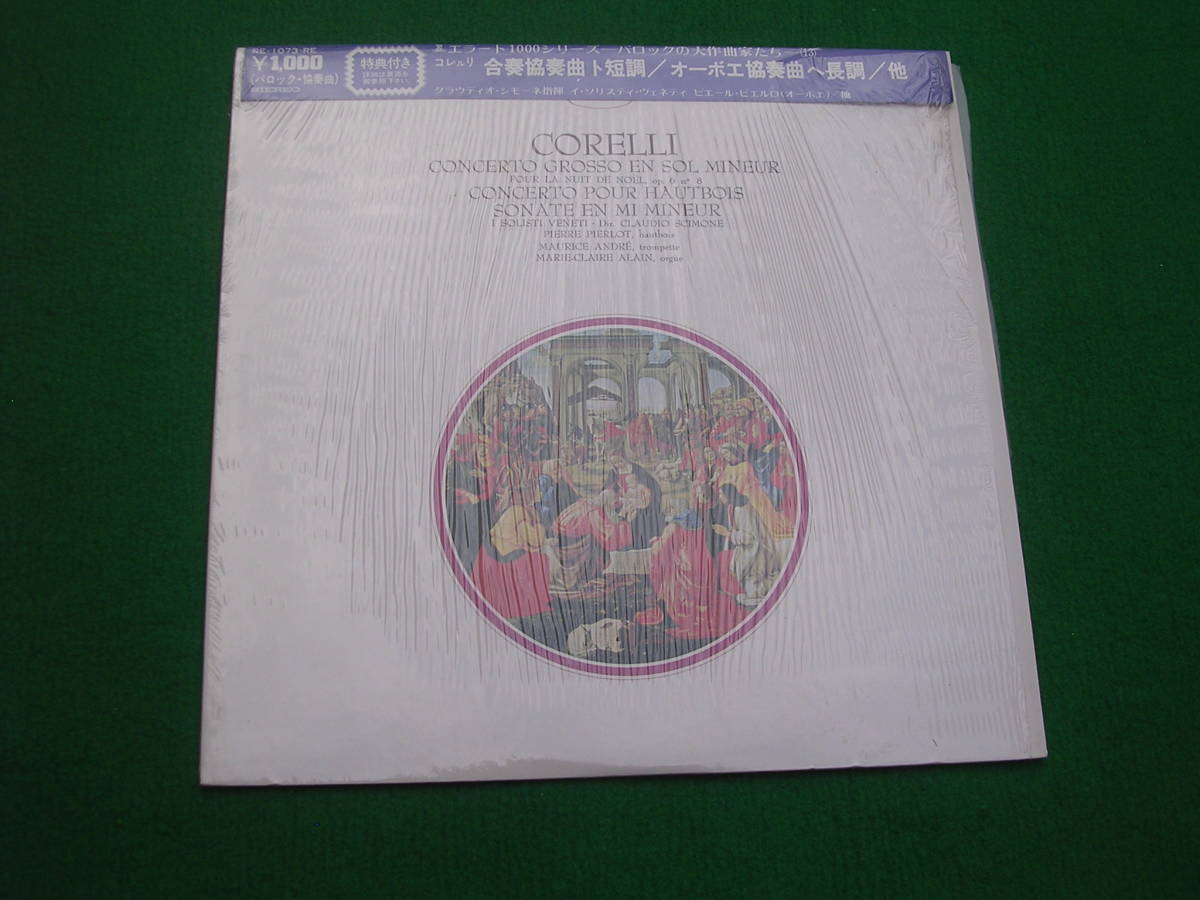 RE-1073-RE
¥1,000
(バロック・協奏曲)
STEREO
特典付き
エラート1000シリーズ—バロックの大作曲家たち—(13)
コレルリ 合奏協奏曲ト短調/オーボエ協奏曲ヘ長調/他
クラウディオ・シモーネ指揮 イ・ソリスティ・ヴェネティ ピエール・ピエルロ(オーボエ)/他
CORELLI
CONCERTO GROSSO EN SOL MINEUR
POUR LA NUIT DE NOËL, op. 6 n° 8
CONCERTO POUR HAUTBOIS
SONATE EN MI MINEUR
I SOLISTI VENETI - Dir. CLAUDIO SCIMONE
PIERRE PIERLOT, hautbois
MAURICE ANDRÉ, trompette
MARIE-CLAIRE ALAIN, orgue